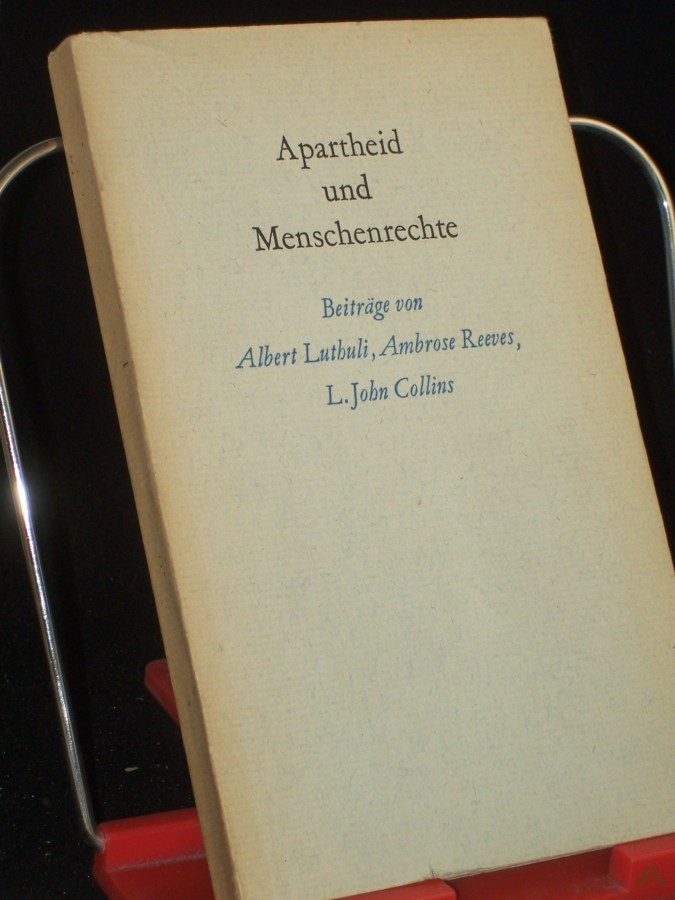 Apartheid
und
Menschenrechte
Beiträge von
Albert Luthuli, Ambrose Reeves,
L. John Collins